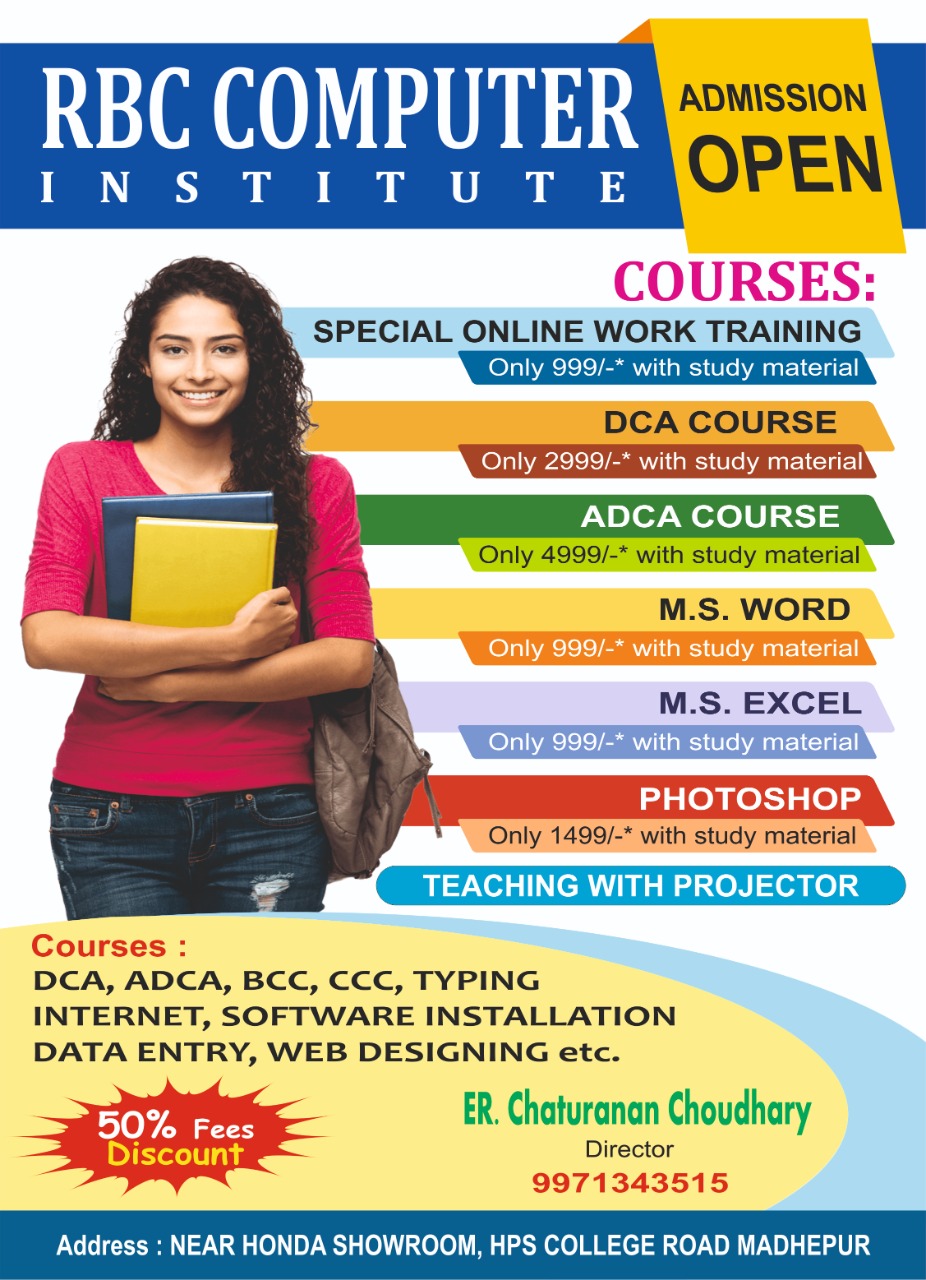 RBC COMPUTER
INSTITUTE
ADMISSION
OPEN
COURSES:
SPECIAL ONLINE WORK TRAINING
Only 999/-* with study material
DCA COURSE
Only 2999/-* with study material
ADCA COURSE
Only 4999/-* with study material
M.S. WORD
Only 999/-* with study material
M.S. EXCEL
Only 999/-* with study material
PHOTOSHOP
Only 1499/-* with study material
TEACHING WITH PROJECTOR
Courses :
DCA, ADCA, BCC, CCC, TYPING
INTERNET, SOFTWARE INSTALLATION
DATA ENTRY, WEB DESIGNING etc.
50% Fees
Discount
ER. Chaturanan Choudhary
Director
9971343515
Address : NEAR HONDA SHOWROOM, HPS COLLEGE ROAD MADHEPUR